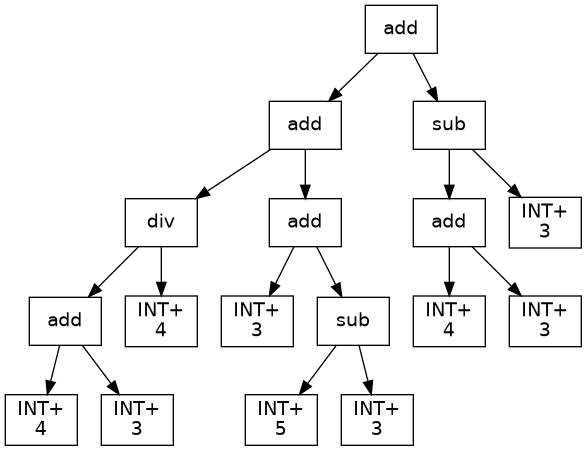 add
add
sub
div
add
add
INT+
3
add
INT+
4
INT+
3
sub
INT+
4
INT+
3
INT+
4
INT+
3
INT+
5
INT+
3